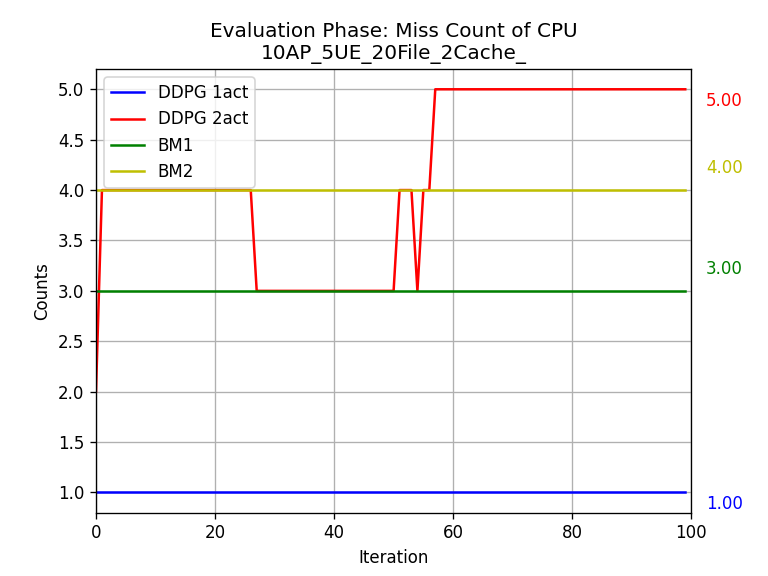 Evaluation Phase: Miss Count of CPU
10AP_5UE_20File_2Cache_
DDPG 1act
DDPG 2act
BM1
BM2
5.0
4.5
4.0
3.5
3.0
2.5
2.0
1.5
1.0
Counts
5.00
4.00
3.00
1.00
0 20 40 60 80 100
Iteration